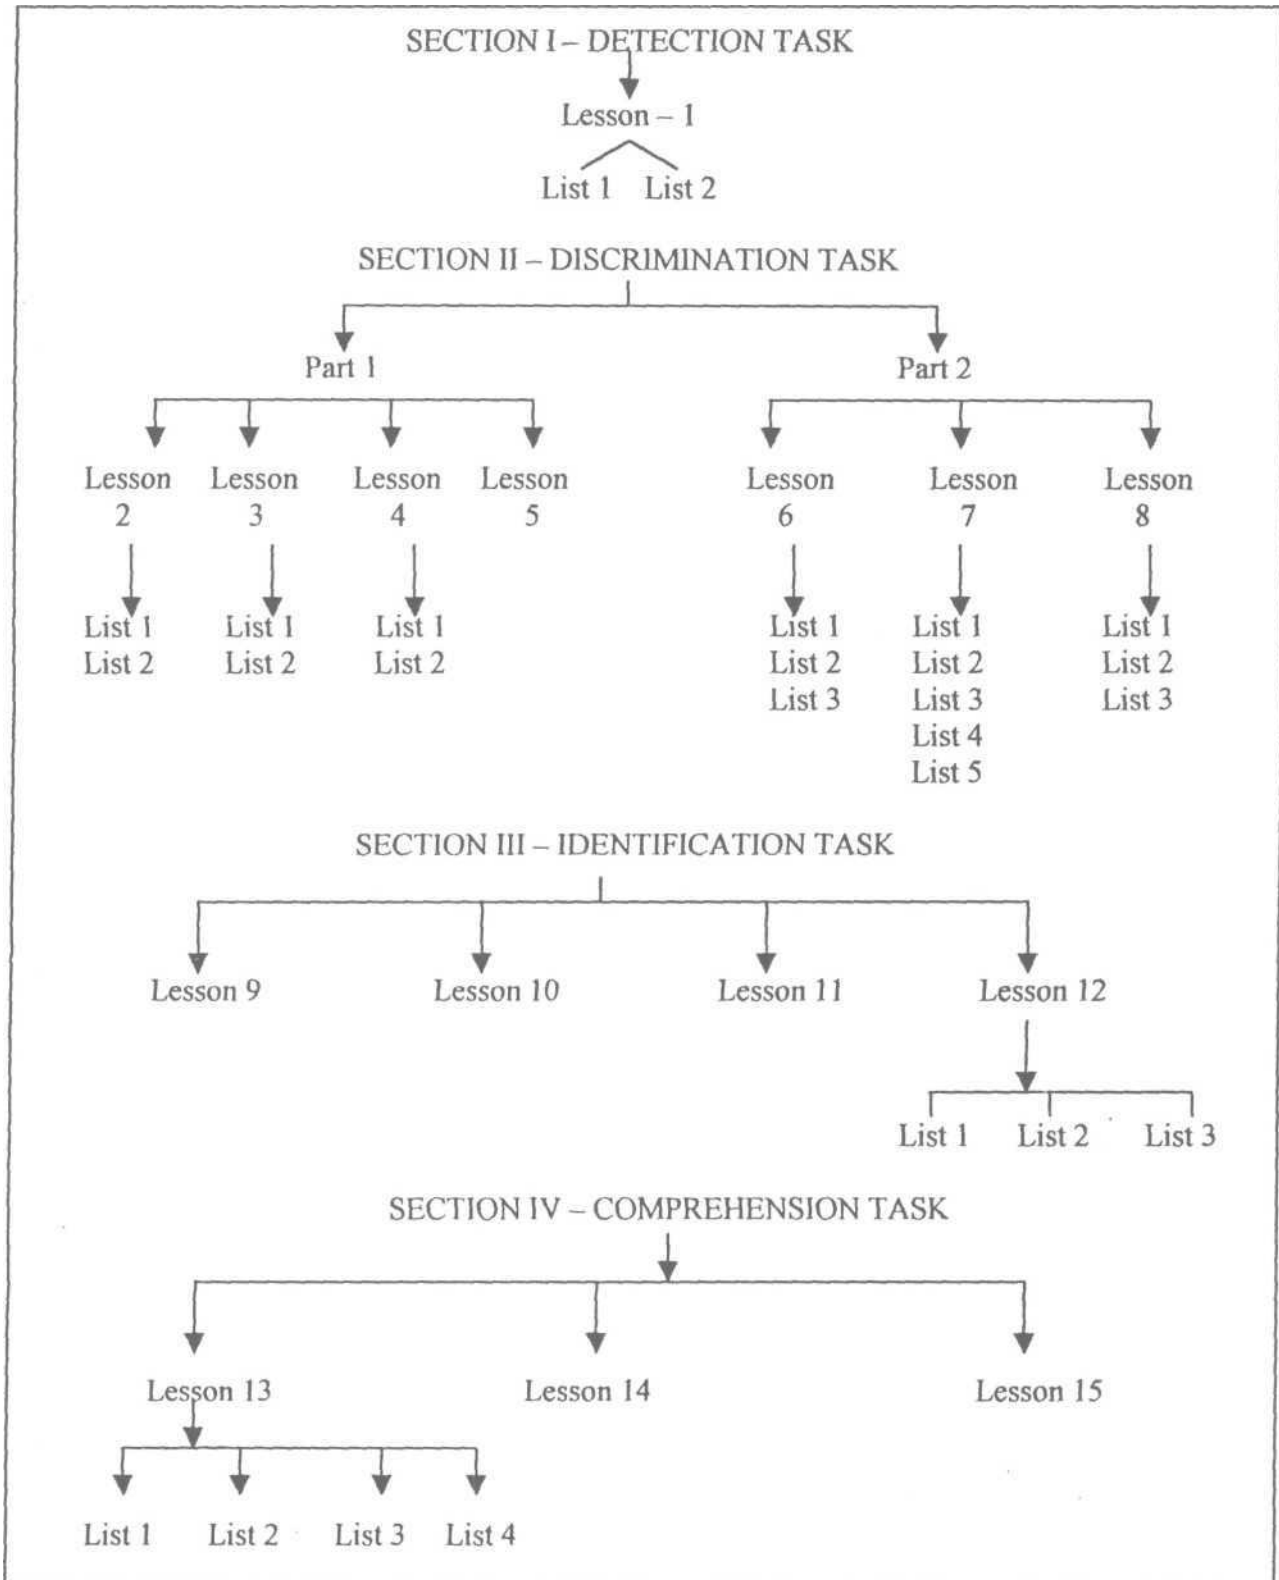 SECTION I – DETECTION TASK
Lesson – 1
List 1 List 2
SECTION II – DISCRIMINATION TASK
Part 1 Part 2
Lesson Lesson Lesson Lesson Lesson Lesson Lesson
2 3 4 5 6 7 8
List 1 List 1 List 1 List 1 List 1 List 1
List 2 List 2 List 2 List 2 List 2 List 2
List 3 List 3 List 3
List 4
List 5
SECTION III – IDENTIFICATION TASK
Lesson 9 Lesson 10 Lesson 11 Lesson 12
List 1 List 2 List 3
SECTION IV – COMPREHENSION TASK
Lesson 13 Lesson 14 Lesson 15
List 1 List 2 List 3 List 4